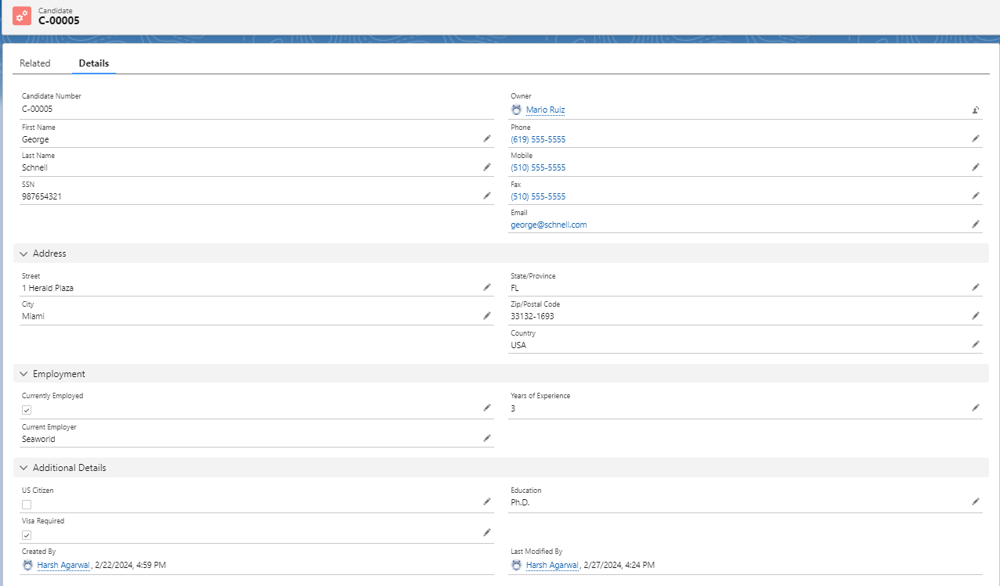 Candidate
C-00005
Related
Details
Candidate Number
C-00005
Owner
Mario Ruiz
First Name
George
Phone
(619) 555-5555
Last Name
Schnell
Mobile
(510) 555-5555
SSN
987654321
Fax
(510) 555-5555
Email
george@schnell.com
Address
Street
1 Herald Plaza
State/Province
FL
City
Miami
Zip/Postal Code
33132-1693
Country
USA
Employment
Currently Employed
Years of Experience
3
Current Employer
Seaworld
Additional Details
US Citizen
Education
Ph.D.
Visa Required
Created By
Harsh Agarwal, 2/22/2024, 4:59 PM
Last Modified By
Harsh Agarwal, 2/27/2024, 4:24 PM